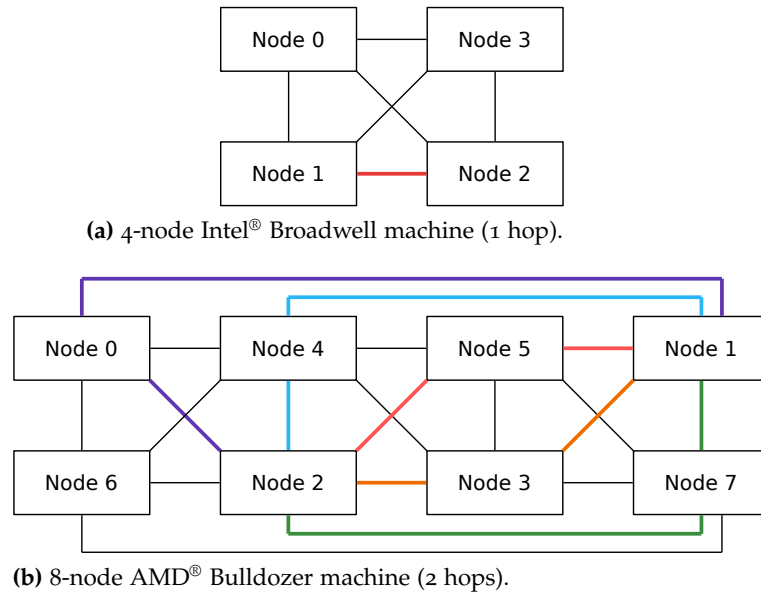 Node 0 Node 3
Node 1 Node 2
(a) 4-node Intel® Broadwell machine (1 hop).
Node 0 Node 4 Node 5 Node 1
Node 6 Node 2 Node 3 Node 7
(b) 8-node AMD® Bulldozer machine (2 hops).